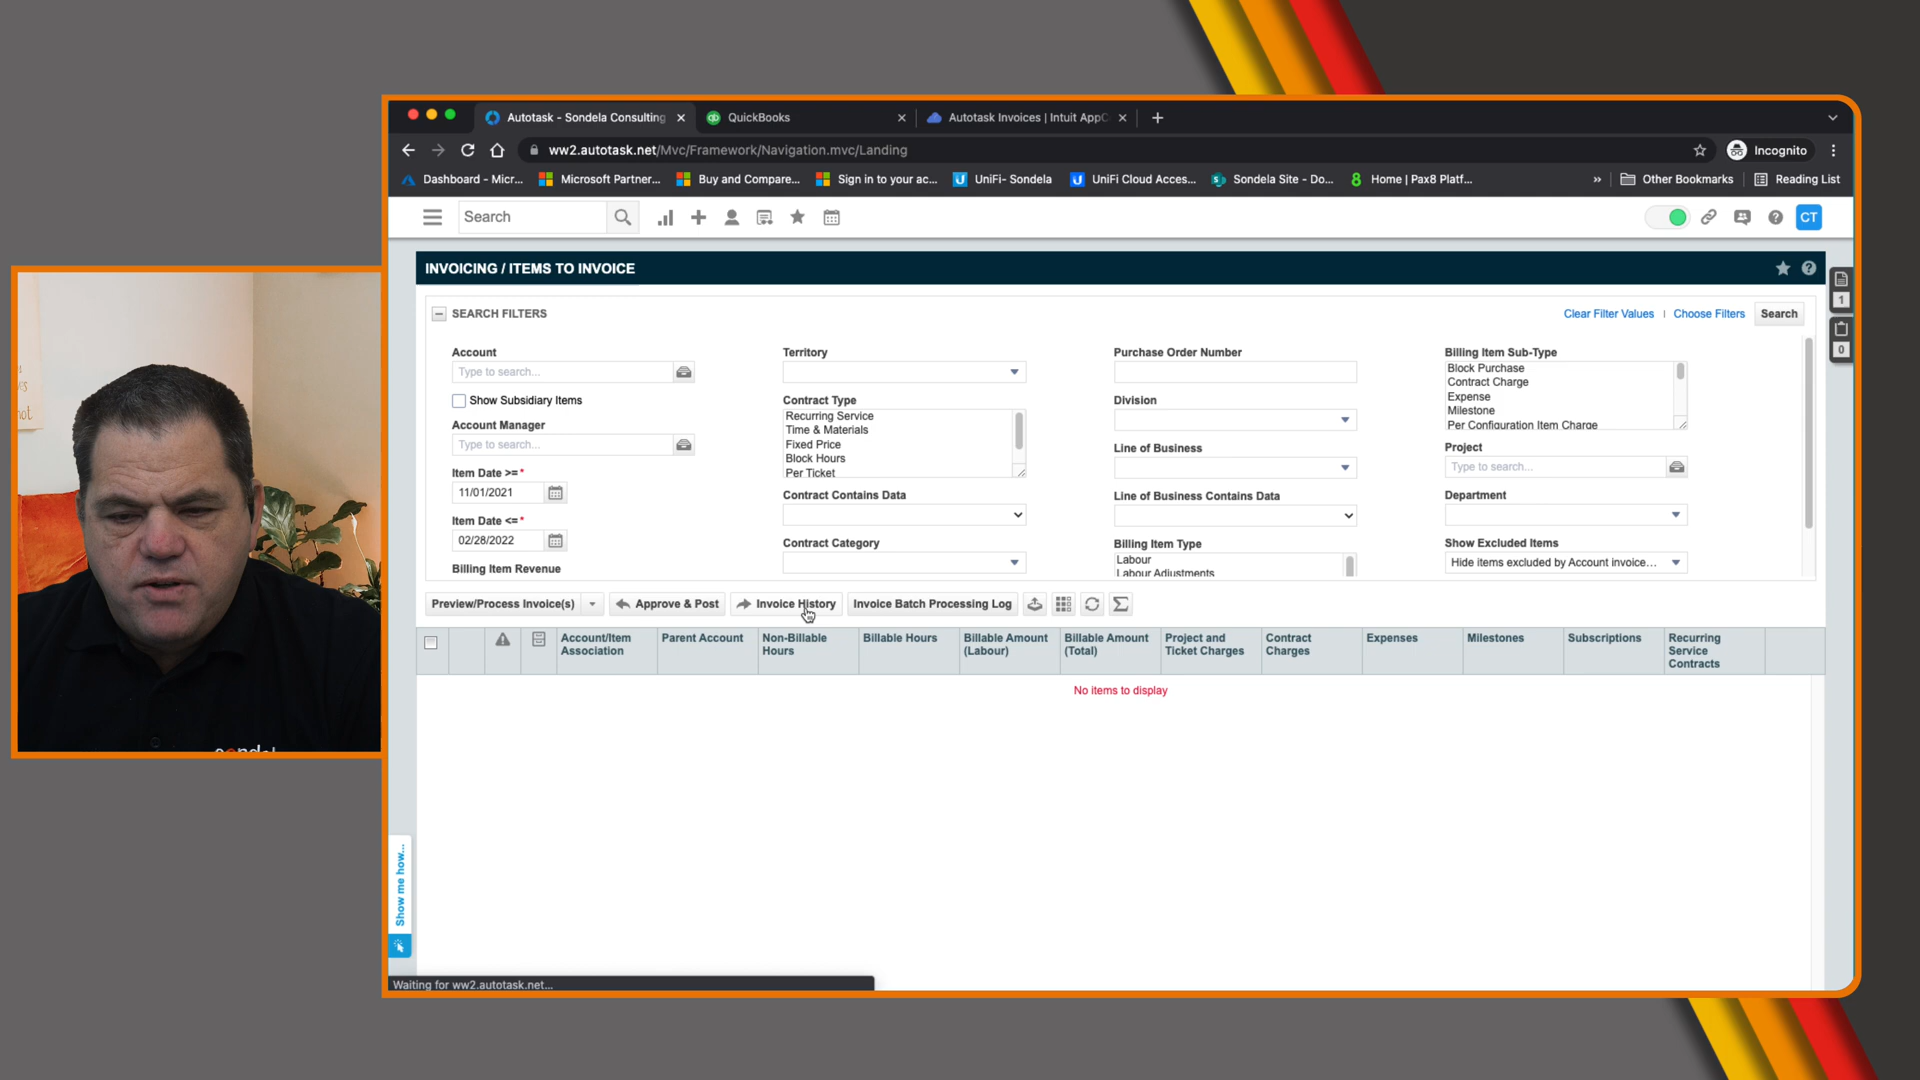 Autotask - Sondela Consulting
QuickBooks
Autotask Invoices | Intuit AppC
ww2.autotask.net/Mvc/Framework/Navigation.mvc/Landing
Incognito
Dashboard - Micr...
Microsoft Partner...
Buy and Compare...
Sign in to your ac...
UniFi- Sondela
UniFi Cloud Acces...
Sondela Site - Do...
Home | Pax8 Platf...
»
Other Bookmarks
Reading List
Search
CT
INVOICING / ITEMS TO INVOICE
SEARCH FILTERS
Clear Filter Values | Choose Filters
Search
1
0
Account
Type to search...
Show Subsidiary Items
Account Manager
Type to search...
Item Date >=*
11/01/2021
Item Date <=*
02/28/2022
Billing Item Revenue
Territory
Contract Type
Recurring Service
Time & Materials
Fixed Price
Block Hours
Per Ticket
Contract Contains Data
Contract Category
Purchase Order Number
Division
Line of Business
Line of Business Contains Data
Billing Item Type
Labour
Labour Adjustments
Billing Item Sub-Type
Block Purchase
Contract Charge
Expense
Milestone
Per Configuration Item Charge
Project
Type to search...
Department
Show Excluded Items
Hide items excluded by Account invoice...
Preview/Process Invoice(s)
Approve & Post
Invoice History
Invoice Batch Processing Log
Account/Item
Association
Parent Account
Non-Billable
Hours
Billable Hours
Billable Amount
(Labour)
Billable Amount
(Total)
Project and
Ticket Charges
Contract
Charges
Expenses
Milestones
Subscriptions
Recurring
Service
Contracts
No items to display
Show me how...
Waiting for ww2.autotask.net...